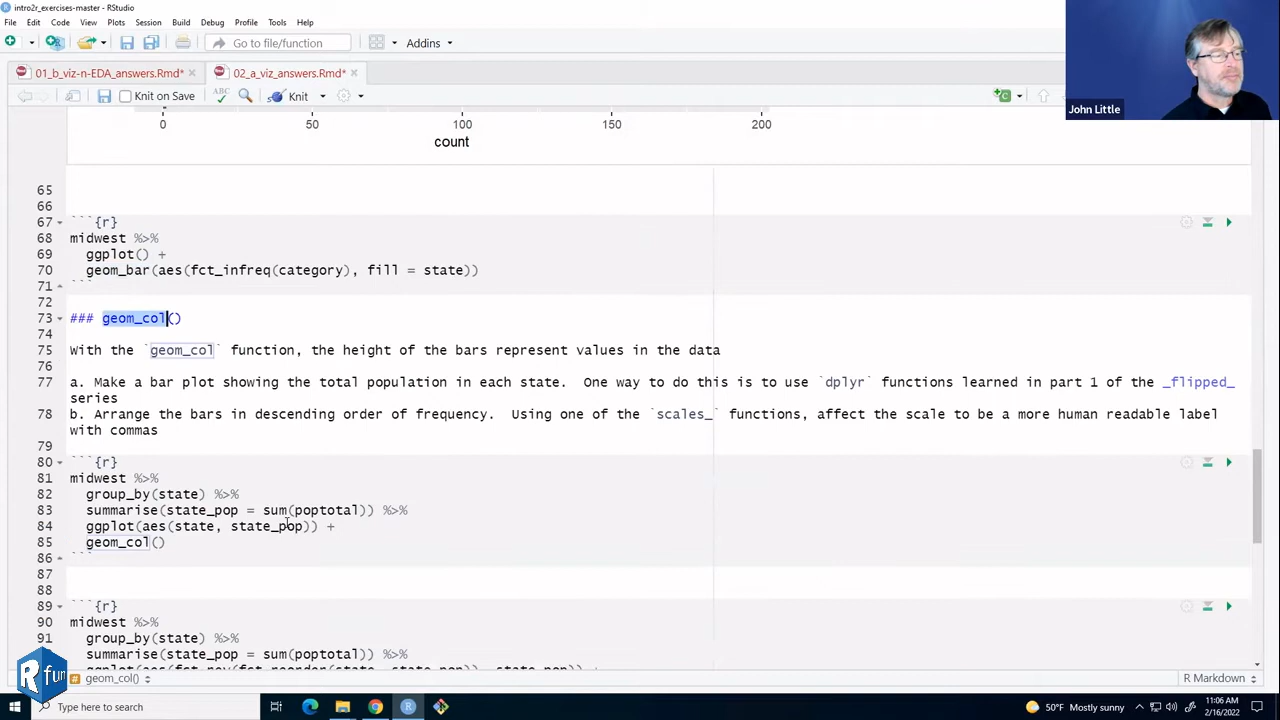 intro2r_exercises-master - RStudio
File Edit Code View Plots Session Build Debug Profile Tools Help
Go to file/function Addins
01_b_viz-n-EDA_answers.Rmd* 02_a_viz_answers.Rmd*
Knit on Save ABC Knit
John Little
0 50 100 150 200
count
65
66
67 ```{r}
68 midwest %>%
69 ggplot() +
70 geom_bar(aes(fct_infreq(category), fill = state))
71 ```
72
73 ### geom_col()
74
75 With the `geom_col` function, the height of the bars represent values in the data
76
77 a. Make a bar plot showing the total population in each state. One way to do this is to use `dplyr` functions learned in part 1 of the _flipped_
series
78 b. Arrange the bars in descending order of frequency. Using one of the `scales_` functions, affect the scale to be a more human readable label
with commas
79
80 ```{r}
81 midwest %>%
82 group_by(state) %>%
83 summarise(state_pop = sum(poptotal)) %>%
84 ggplot(aes(state, state_pop)) +
85 geom_col()
86 ```
87
88
89 ```{r}
90 midwest %>%
91 group_by(state) %>%
summarise(state_pop = sum(poptotal)) %>%
ggplot(aes(fct_rev(fct_reorder(state, state_pop)), state_pop)) +
R fun
geom_col() R Markdown
Type here to search 50°F Mostly sunny 11:06 AM
2/16/2022